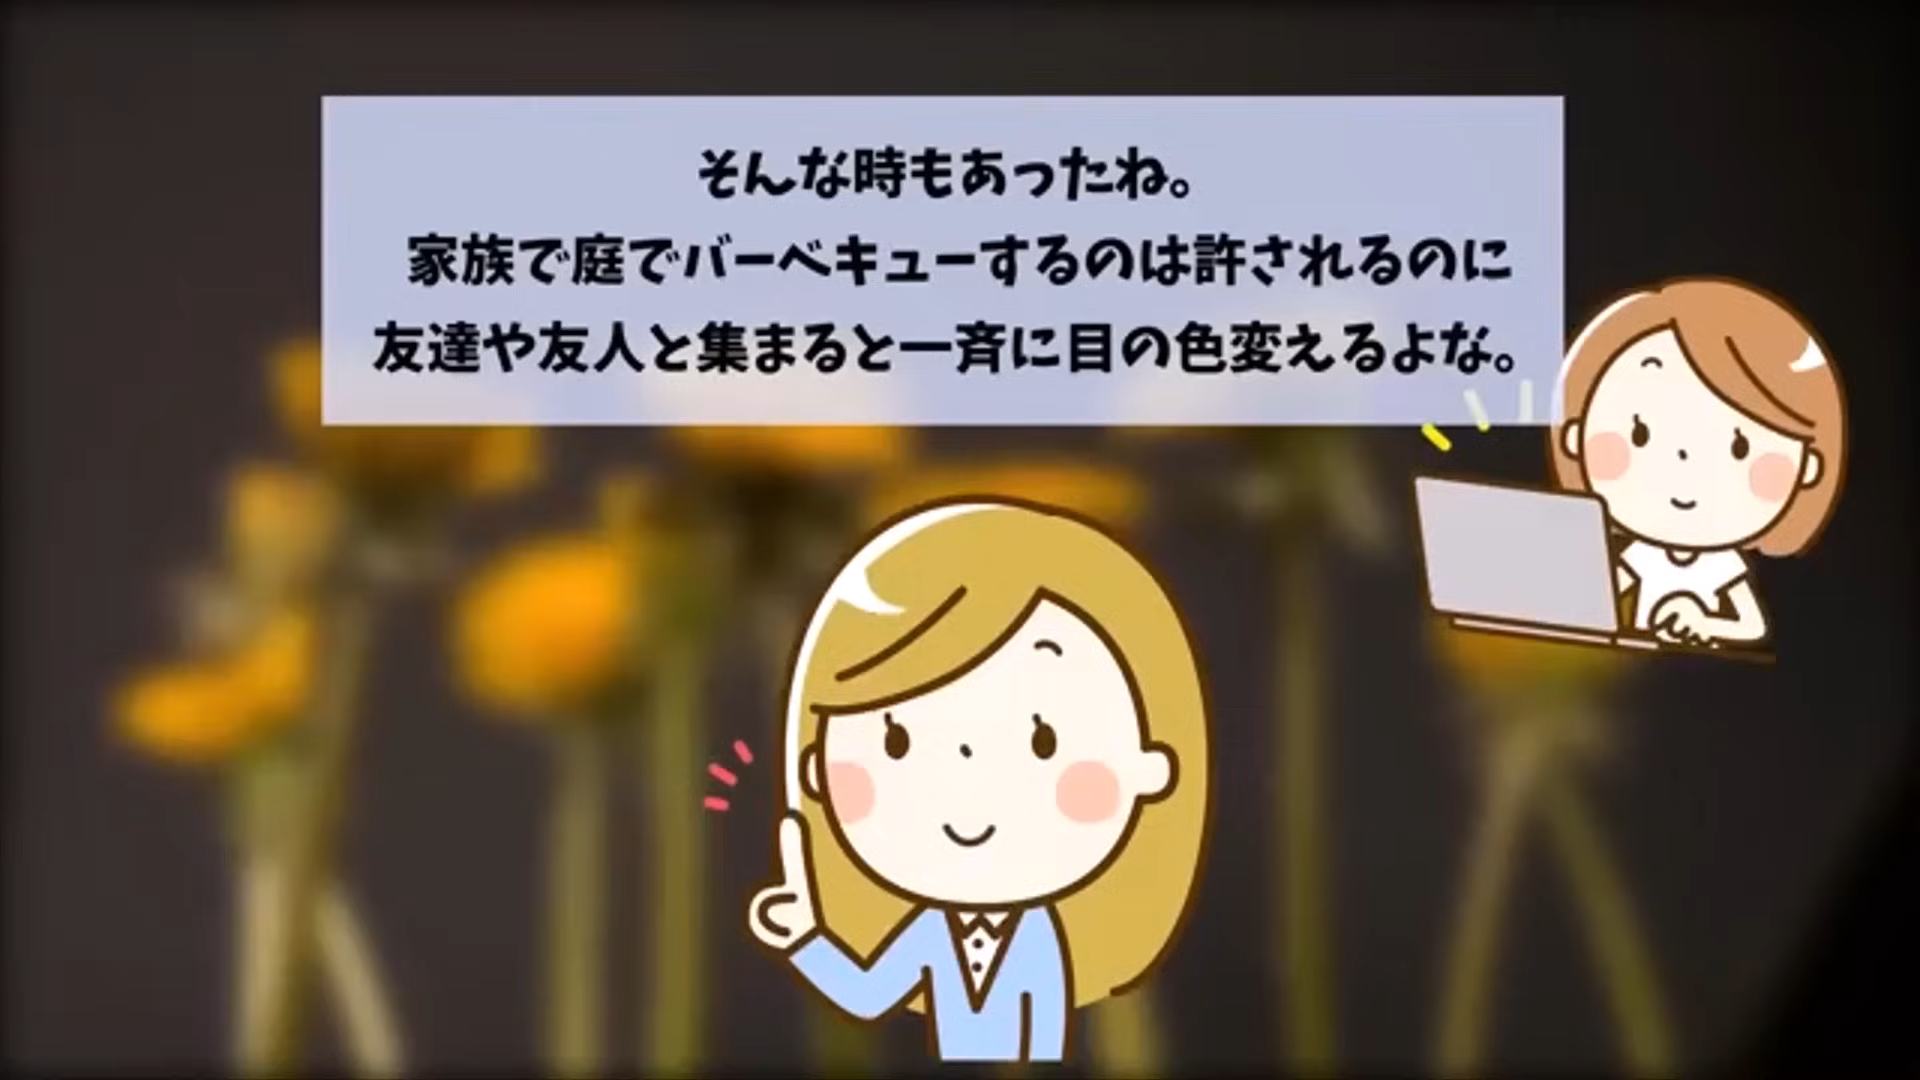 そんな時もあったね。
家族で庭でバーベキューするのは許されるのに
友達や友人と集まると一斉に目の色変えるよな。